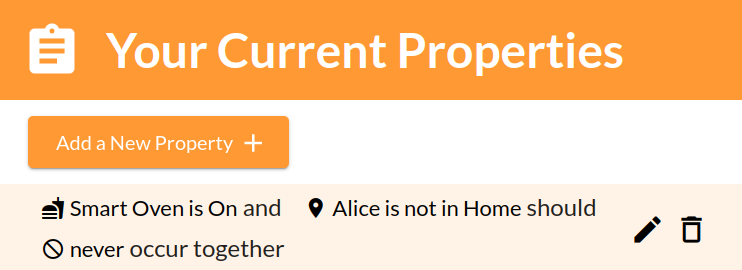 Your Current Properties
Add a New Property +
Smart Oven is On and Alice is not in Home should
never occur together